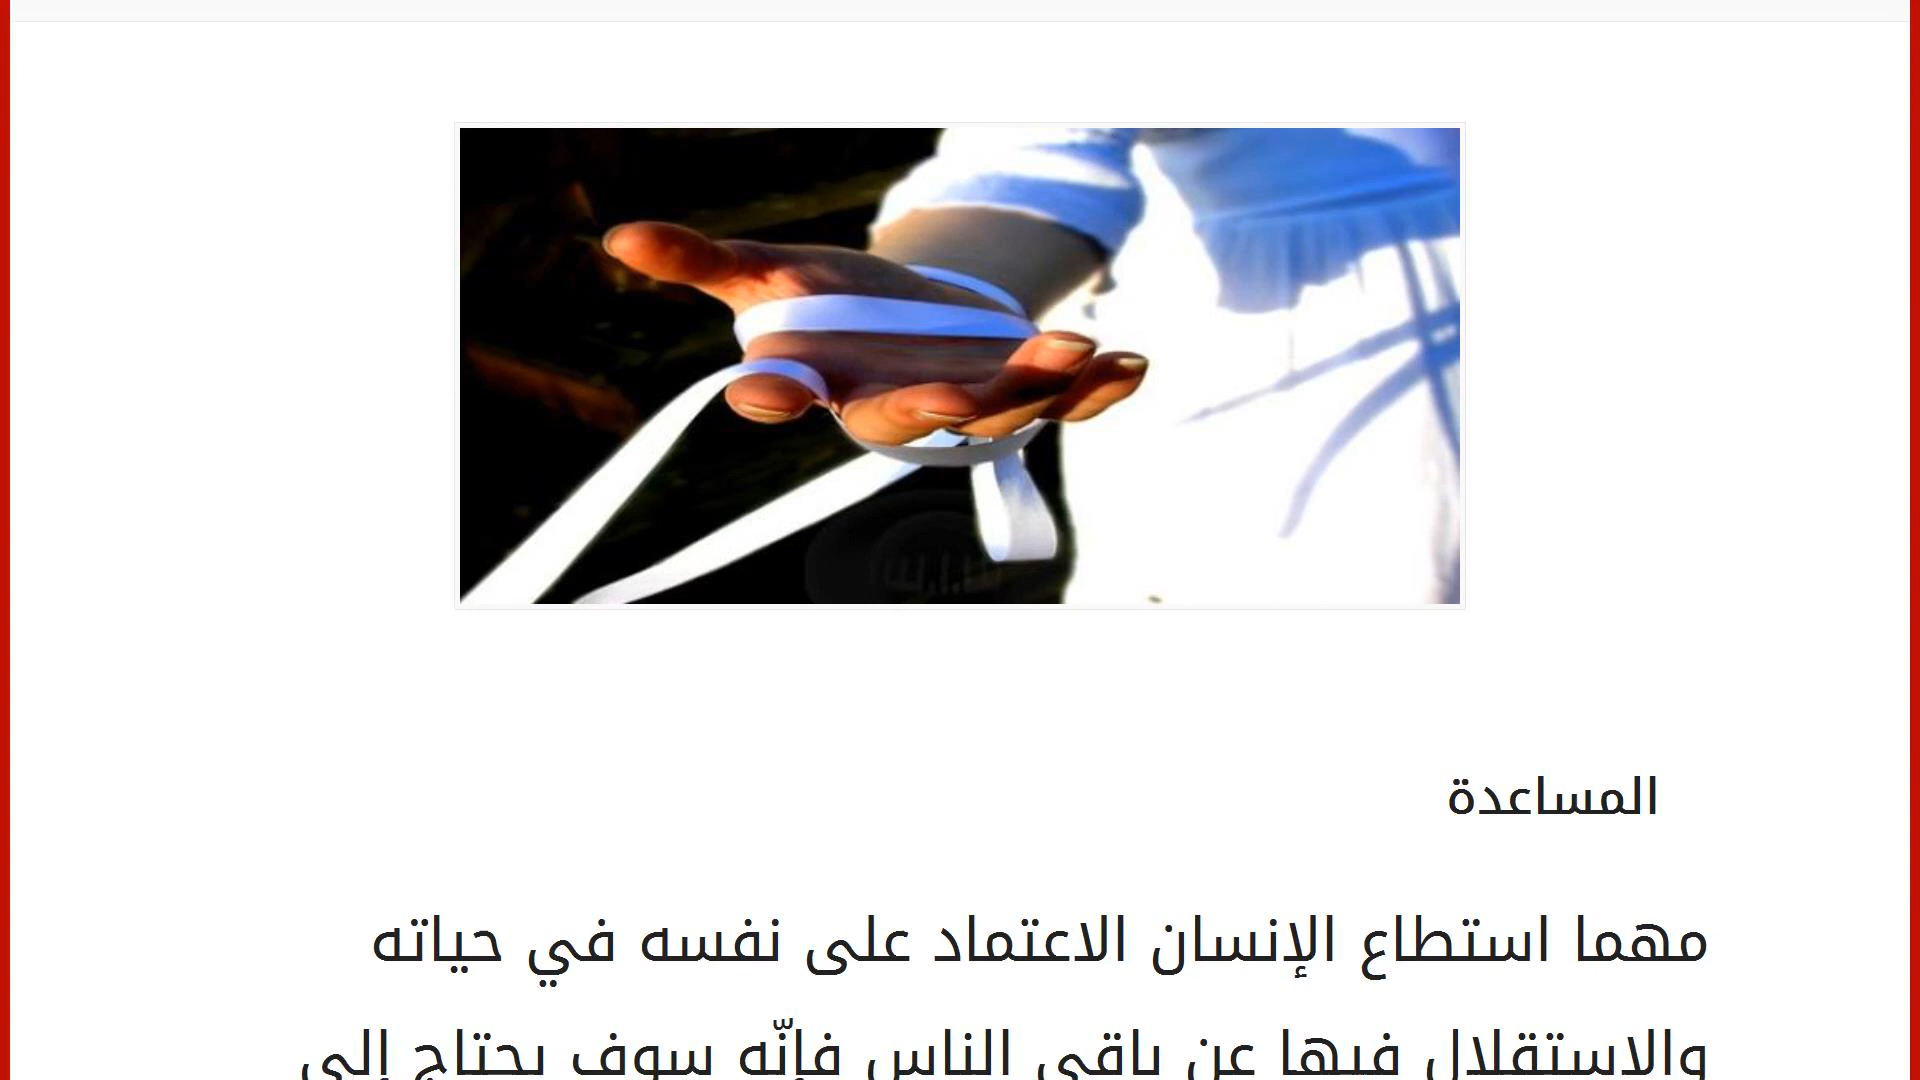 المساعدة
مهما استطاع الإنسان الاعتماد على نفسه في حياته
والاستقلال فيها عن باقي الناس فإنّه سوف يحتاج إلى